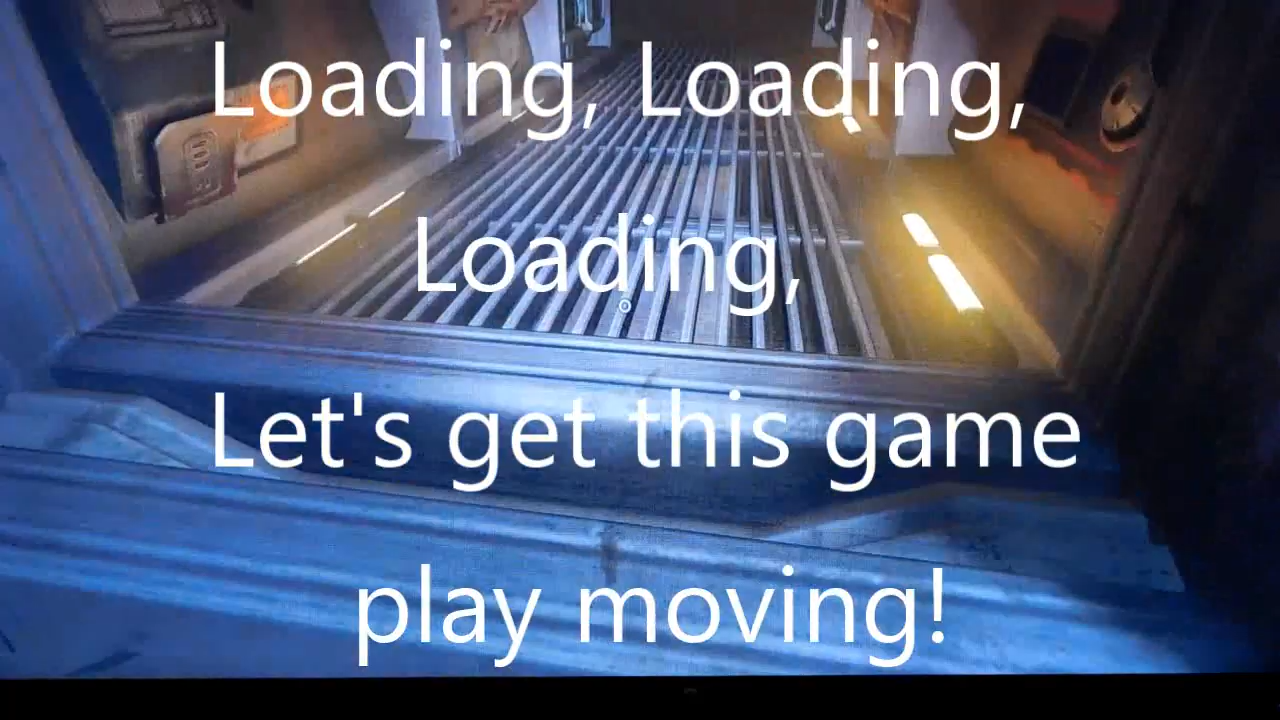 Loading, Loading,
Loading,
Let's get this game
play moving!